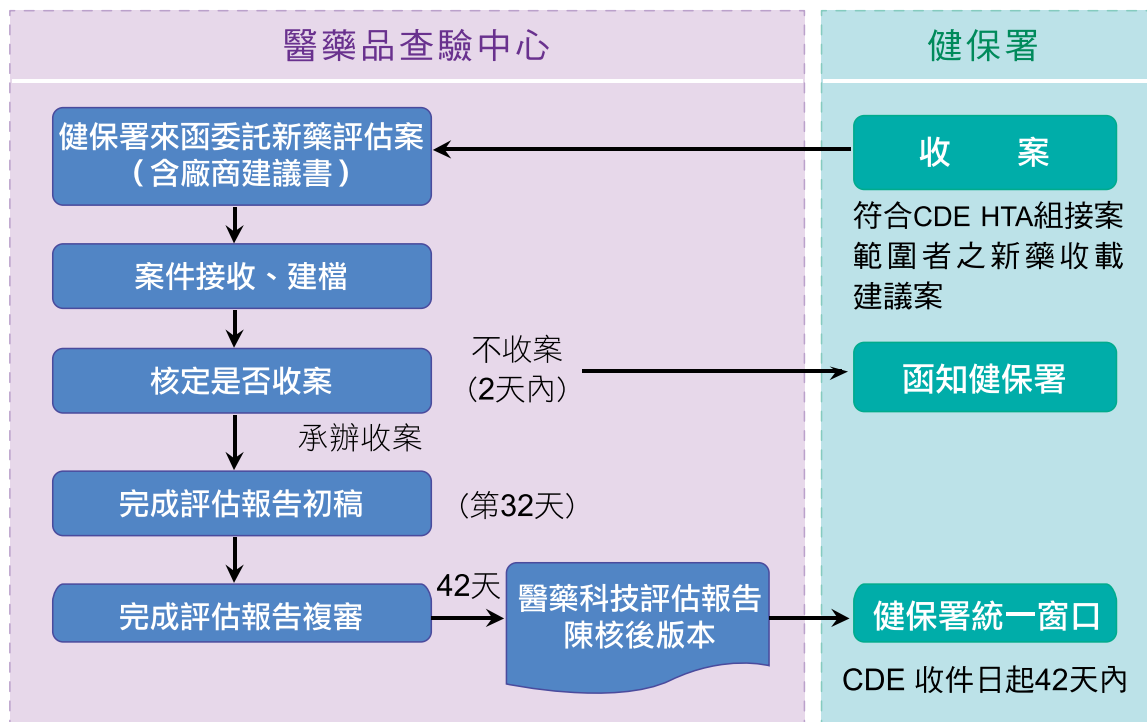 醫藥品查驗中心
健保署
健保署來函委託新藥評估案
(含廠商建議書)
收 案
符合CDE HTA組接案
範圍者之新藥收載
建議案
案件接收、建檔
核定是否收案
不收案
(2天內)
函知健保署
承辦收案
完成評估報告初稿
(第32天)
完成評估報告複審
42天
醫藥科技評估報告
陳核後版本
健保署統一窗口
CDE 收件日起42天內